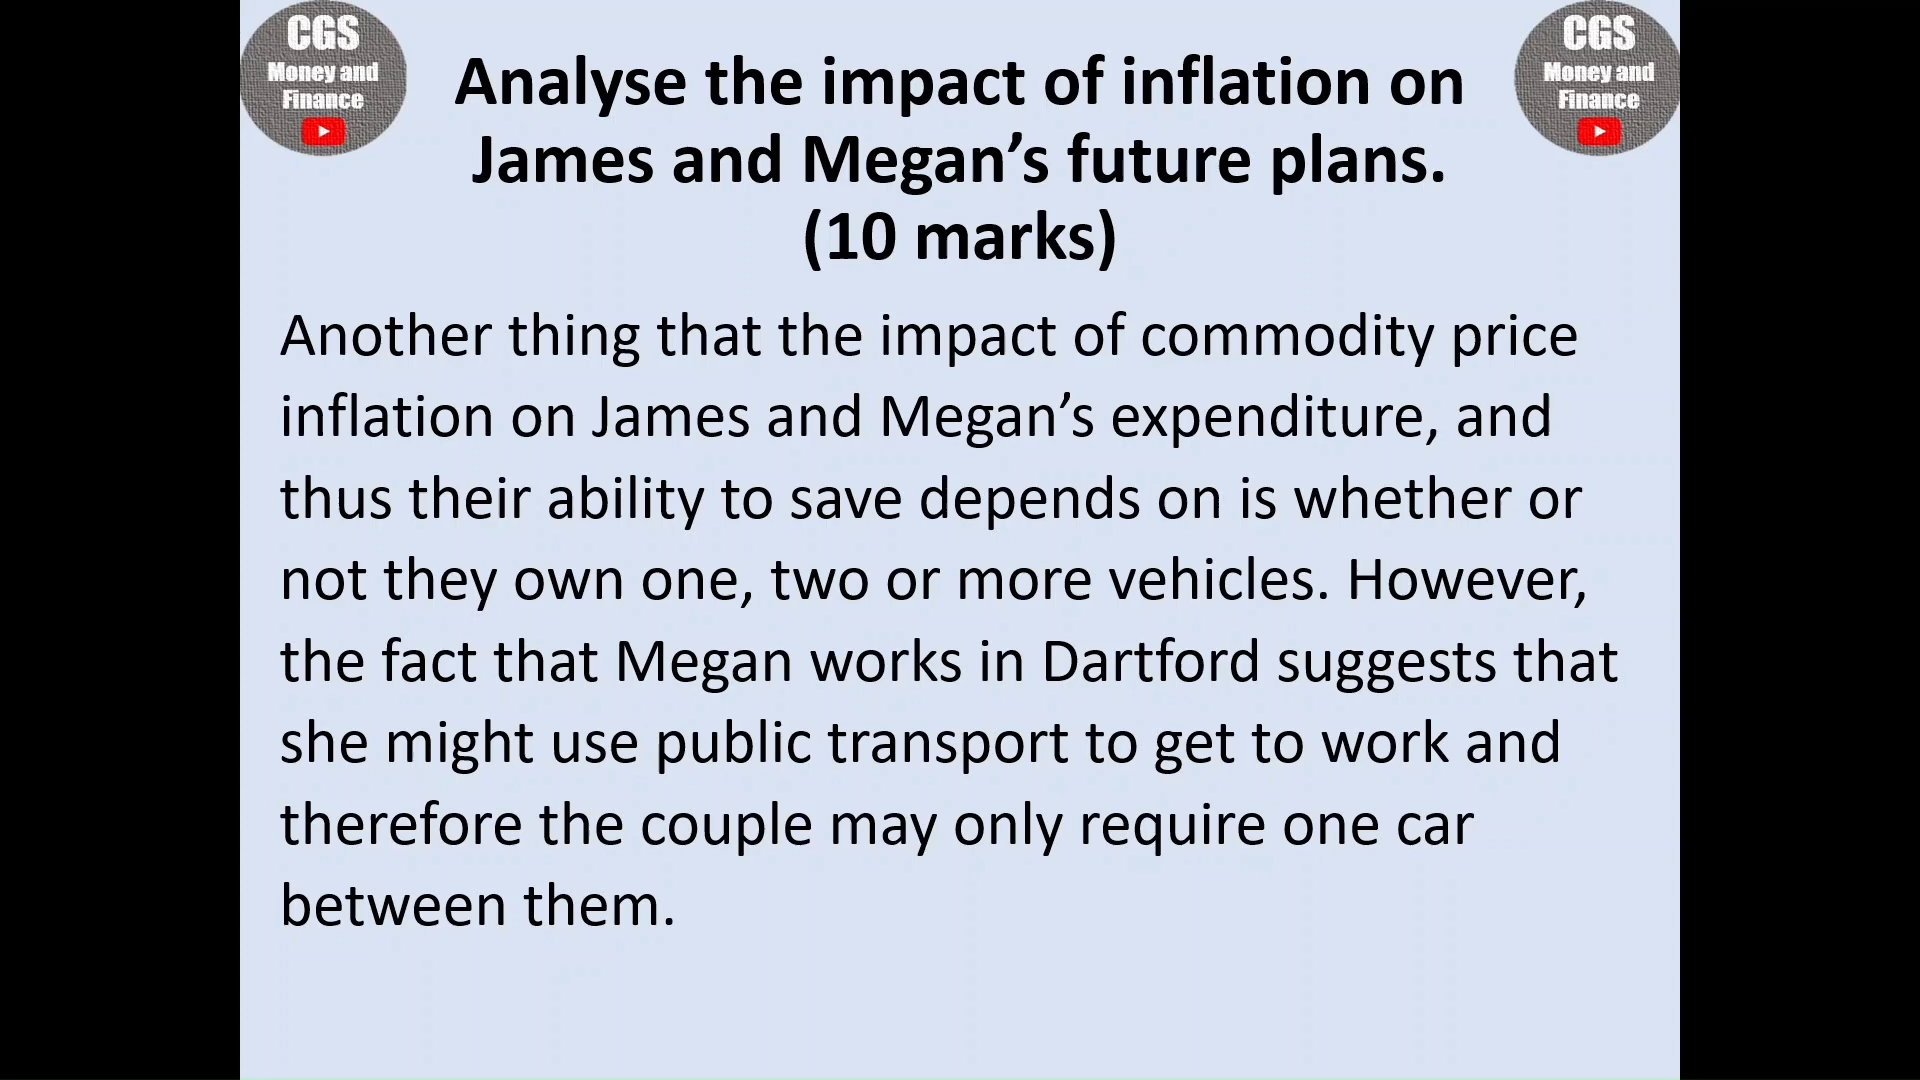 CGS
Money and
Finance
CGS
Money and
Finance
Analyse the impact of inflation on
James and Megan’s future plans.
(10 marks)
Another thing that the impact of commodity price
inflation on James and Megan’s expenditure, and
thus their ability to save depends on is whether or
not they own one, two or more vehicles. However,
the fact that Megan works in Dartford suggests that
she might use public transport to get to work and
therefore the couple may only require one car
between them.